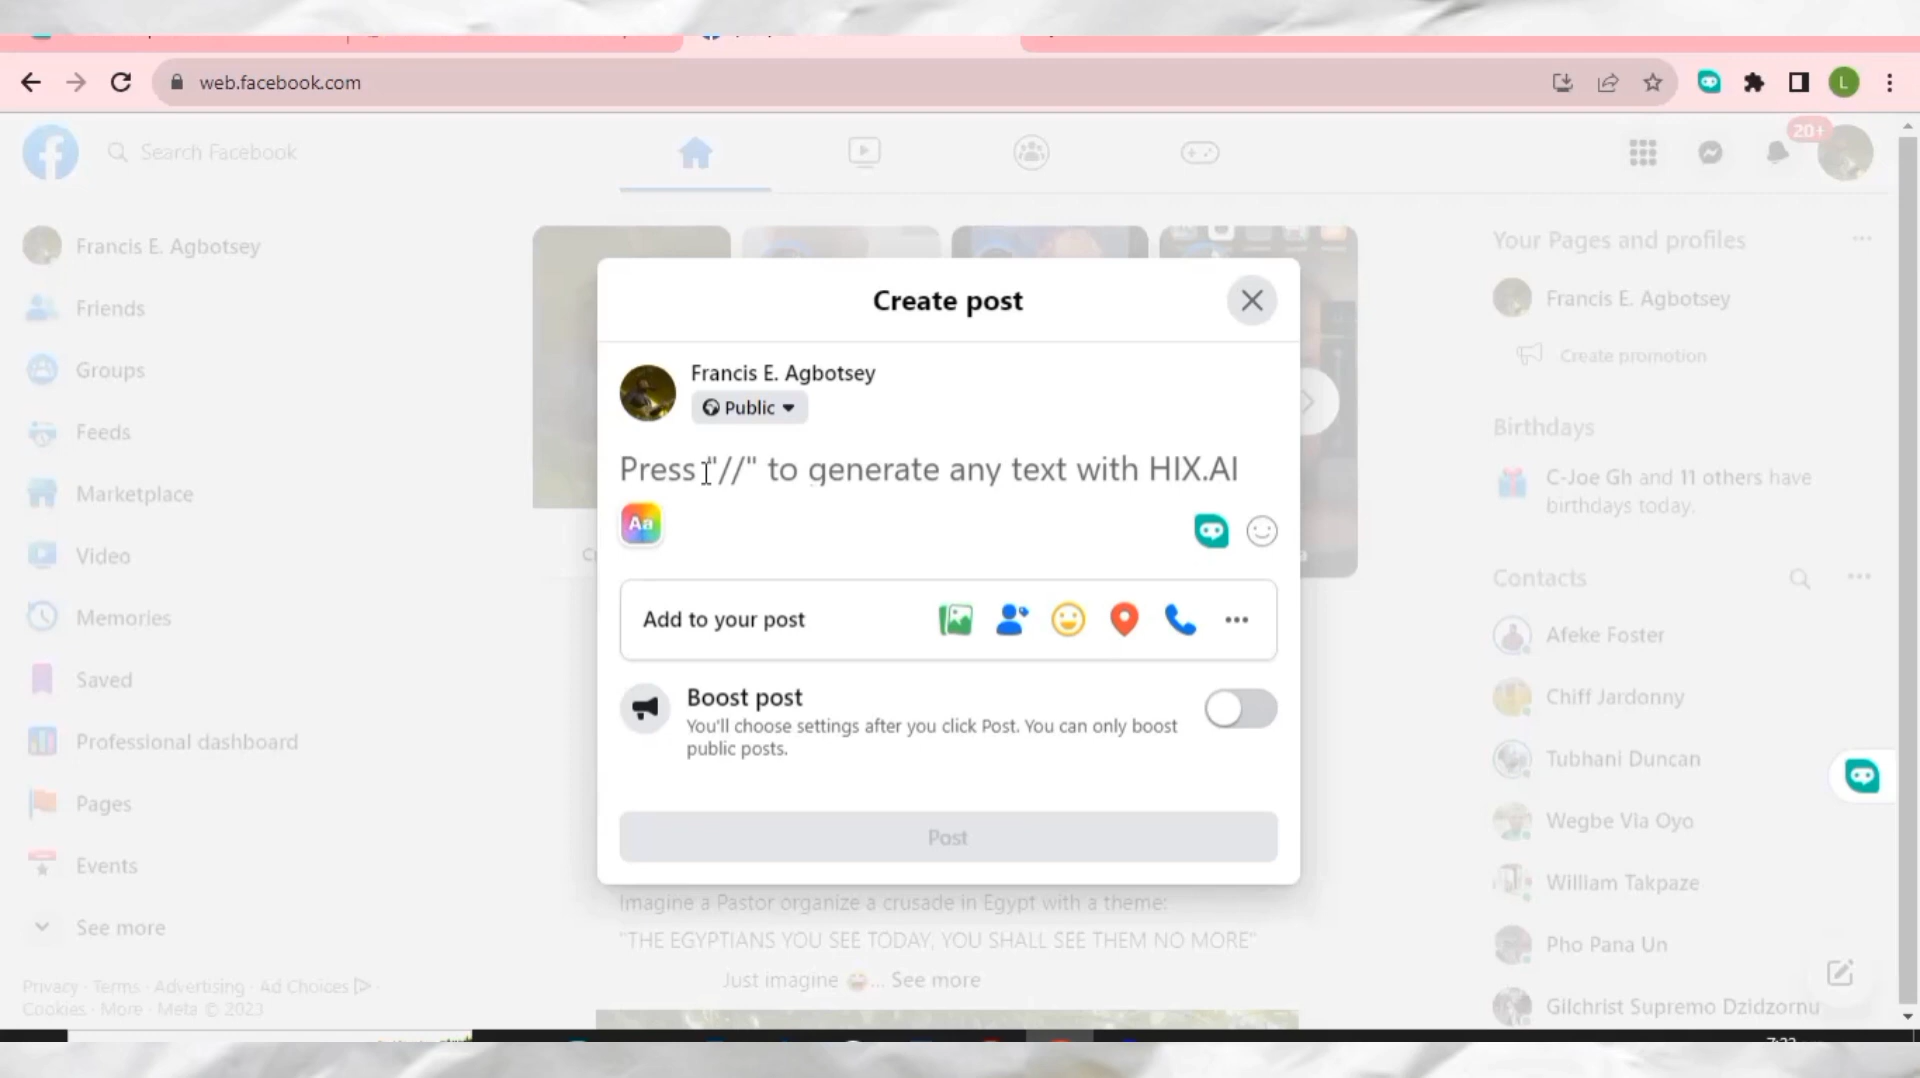 web.facebook.com
L
Search Facebook
20+
Francis E. Agbotsey
Friends
Groups
Feeds
Marketplace
Video
Memories
Saved
Professional dashboard
Pages
Events
See more
Privacy · Terms · Advertising · Ad Choices ·
Cookies · More · Meta © 2023
Create post
Francis E. Agbotsey
Public
Press "//" to generate any text with HIX.AI
Aa
Add to your post
Boost post
You'll choose settings after you click Post. You can only boost
public posts.
Post
Imagine a Pastor organize a crusade in Egypt with a theme:
"THE EGYPTIANS YOU SEE TODAY, YOU SHALL SEE THEM NO MORE"
Just imagine 😂... See more
Your Pages and profiles
Francis E. Agbotsey
Create promotion
Birthdays
C-Joe Gh and 11 others have
birthdays today.
Contacts
Afeke Foster
Chiff Jardonny
Tubhani Duncan
Wegbe Via Oyo
William Takpaze
Pho Pana Un
Gilchrist Supremo Dzidzornu